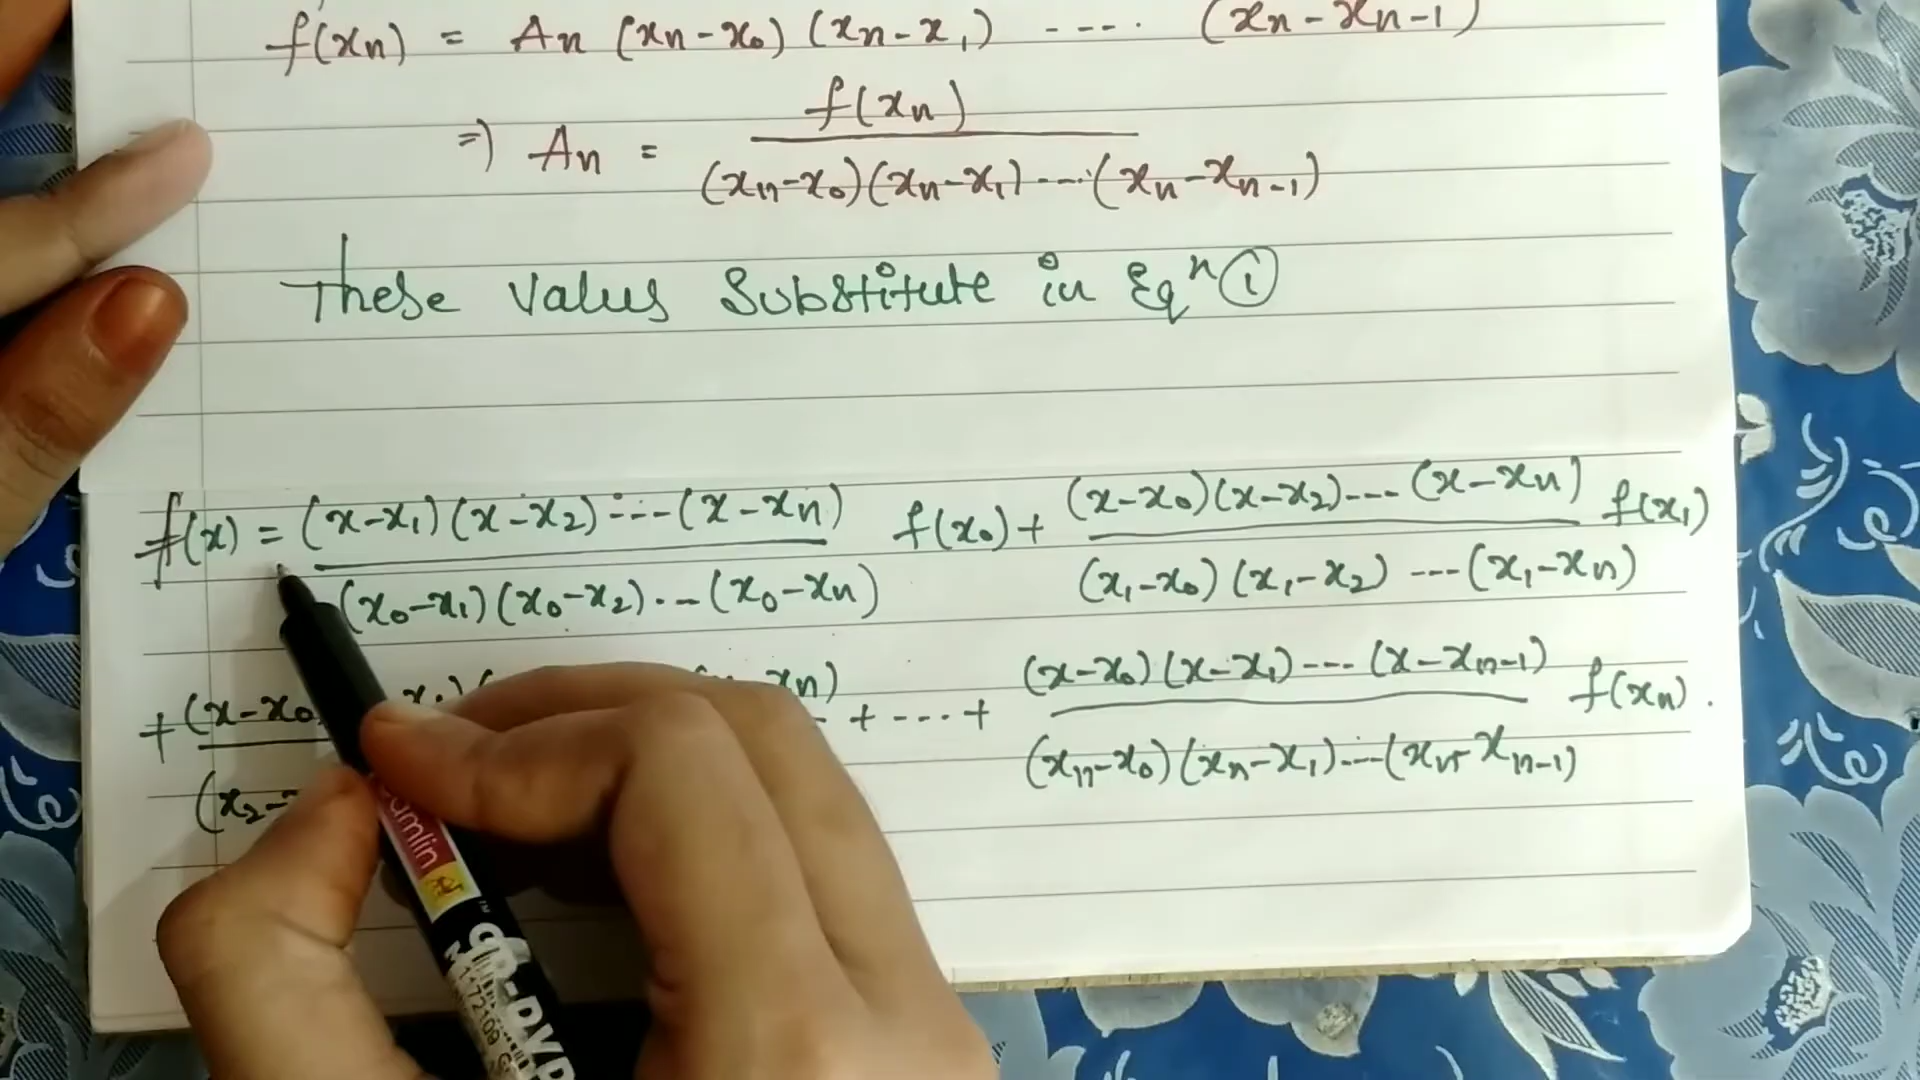 f(xn) = An (xn-x0) (xn-x1) ---- (xn-xn-1)
=) An = f(xn) / (xn-x0)(xn-x1)----(xn-xn-1)
These Values Substitute in Eqn (i)
f(x) = (x-x1)(x-x2)----(x-xn) / (x0-x1)(x0-x2)---(x0-xn) f(x0) + (x-x0)(x-x2)----(x-xn) / (x1-x0)(x1-x2)----(x1-xn) f(x1)
+ (x-x0 xn) / (x2- + ---- + (x-x0)(x-x1)----(x-xn-1) / (xn-x0)(xn-x1)----(xn-xn-1) f(xn).
amlin